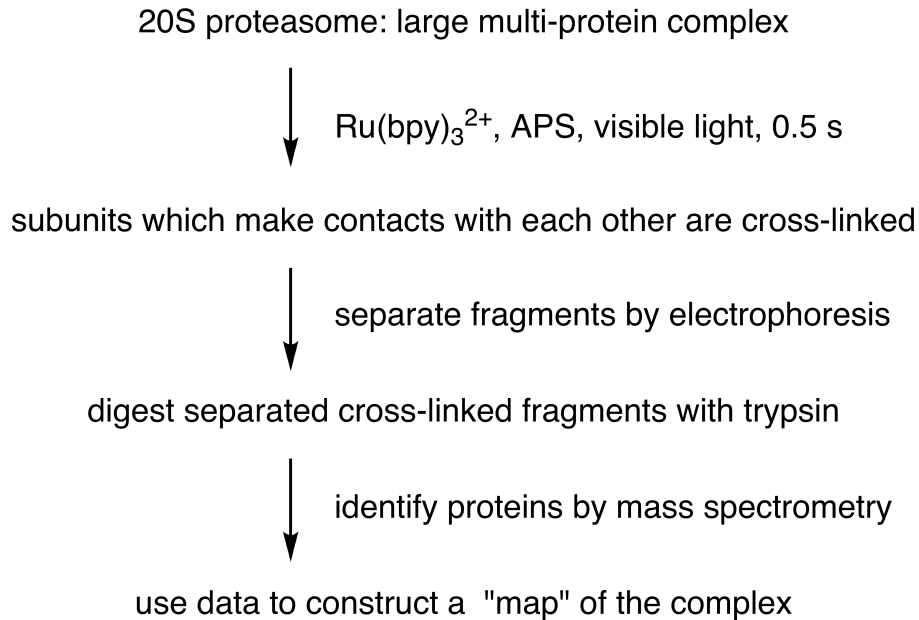 20S proteasome: large multi-protein complex
Ru(bpy)₃²⁺, APS, visible light, 0.5 s
subunits which make contacts with each other are cross-linked
separate fragments by electrophoresis
digest separated cross-linked fragments with trypsin
identify proteins by mass spectrometry
use data to construct a "map" of the complex